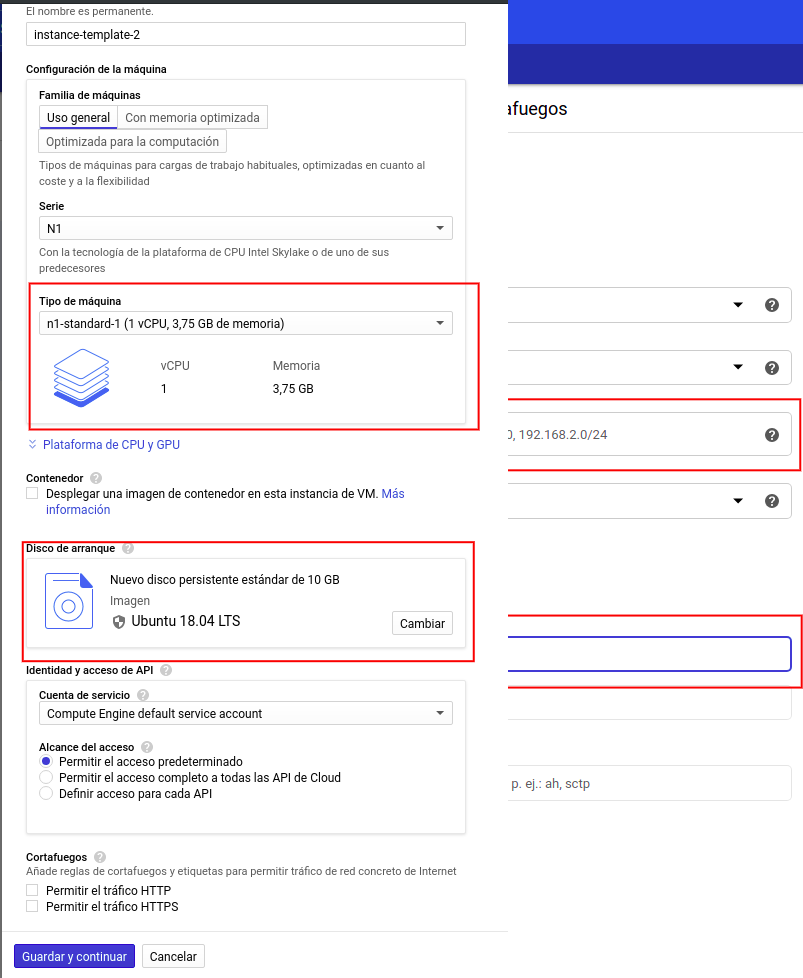 El nombre es permanente.
instance-template-2
Configuración de la máquina
Familia de máquinas
Uso general
Con memoria optimizada
Optimizada para la computación
Tipos de máquinas para cargas de trabajo habituales, optimizadas en cuanto al
coste y a la flexibilidad
Serie
N1
Con la tecnología de la plataforma de CPU Intel Skylake o de uno de sus
predecesores
Tipo de máquina
n1-standard-1 (1 vCPU, 3,75 GB de memoria)
vCPU
Memoria
1
3,75 GB
Plataforma de CPU y GPU
Contenedor
Desplegar una imagen de contenedor en esta instancia de VM. Más
información
Disco de arranque
Nuevo disco persistente estándar de 10 GB
Imagen
Ubuntu 18.04 LTS
Cambiar
Identidad y acceso de API
Cuenta de servicio
Compute Engine default service account
Alcance del acceso
Permitir el acceso predeterminado
Permitir el acceso completo a todas las API de Cloud
Definir acceso para cada API
Cortafuegos
Añade reglas de cortafuegos y etiquetas para permitir tráfico de red concreto de Internet
Permitir el tráfico HTTP
Permitir el tráfico HTTPS
Guardar y continuar
Cancelar
afuegos
0, 192.168.2.0/24
p. ej.: ah, sctp